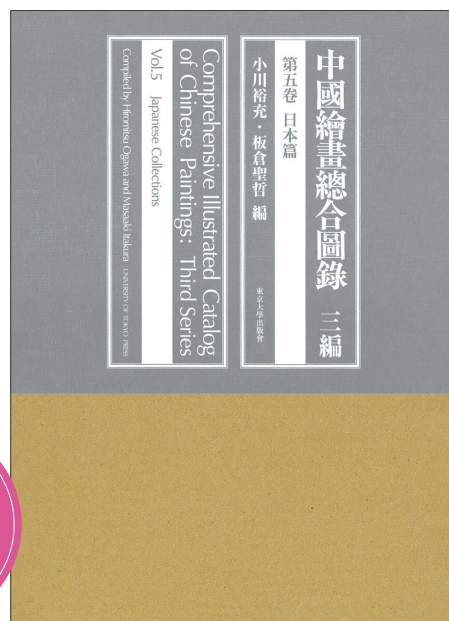 中國繪畫總合圖錄 三編
第五卷 日本篇
小川裕充・板倉聖哲 編
東京大學出版會
Comprehensive Illustrated Catalog
of Chinese Paintings: Third Series
Vol.5 Japanese Collections
Compiled by Hiromitsu Ogawa and Masaaki Itakura UNIVERSITY OF TOKYO PRESS